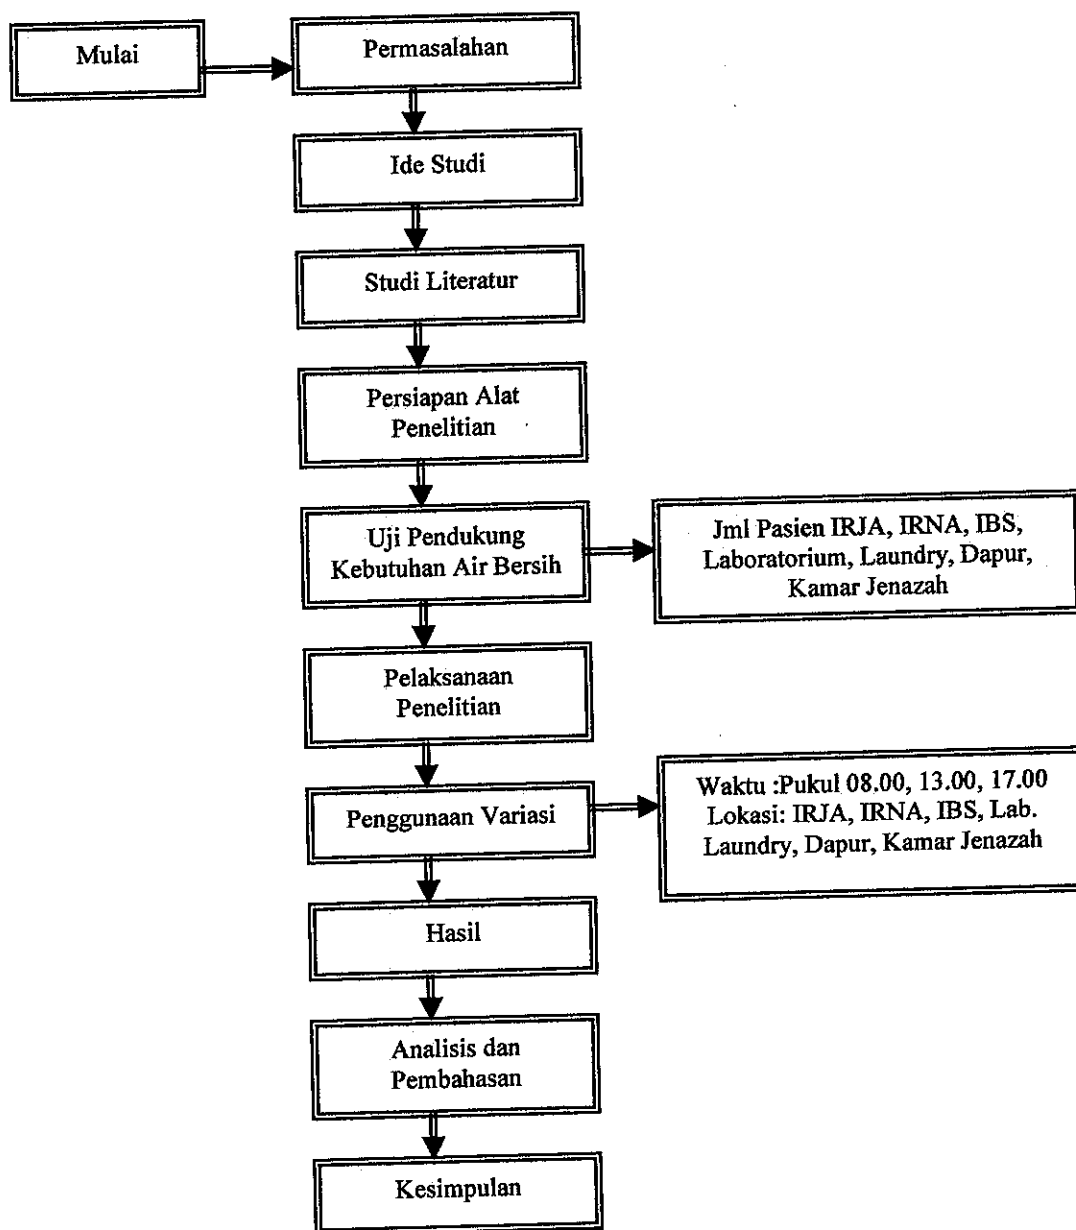 Mulai
Permasalahan
Ide Studi
Studi Literatur
Persiapan Alat
Penelitian
Uji Pendukung
Kebutuhan Air Bersih
Jml Pasien IRJA, IRNA, IBS,
Laboratorium, Laundry, Dapur,
Kamar Jenazah
Pelaksanaan
Penelitian
Penggunaan Variasi
Waktu :Pukul 08.00, 13.00, 17.00
Lokasi: IRJA, IRNA, IBS, Lab.
Laundry, Dapur, Kamar Jenazah
Hasil
Analisis dan
Pembahasan
Kesimpulan